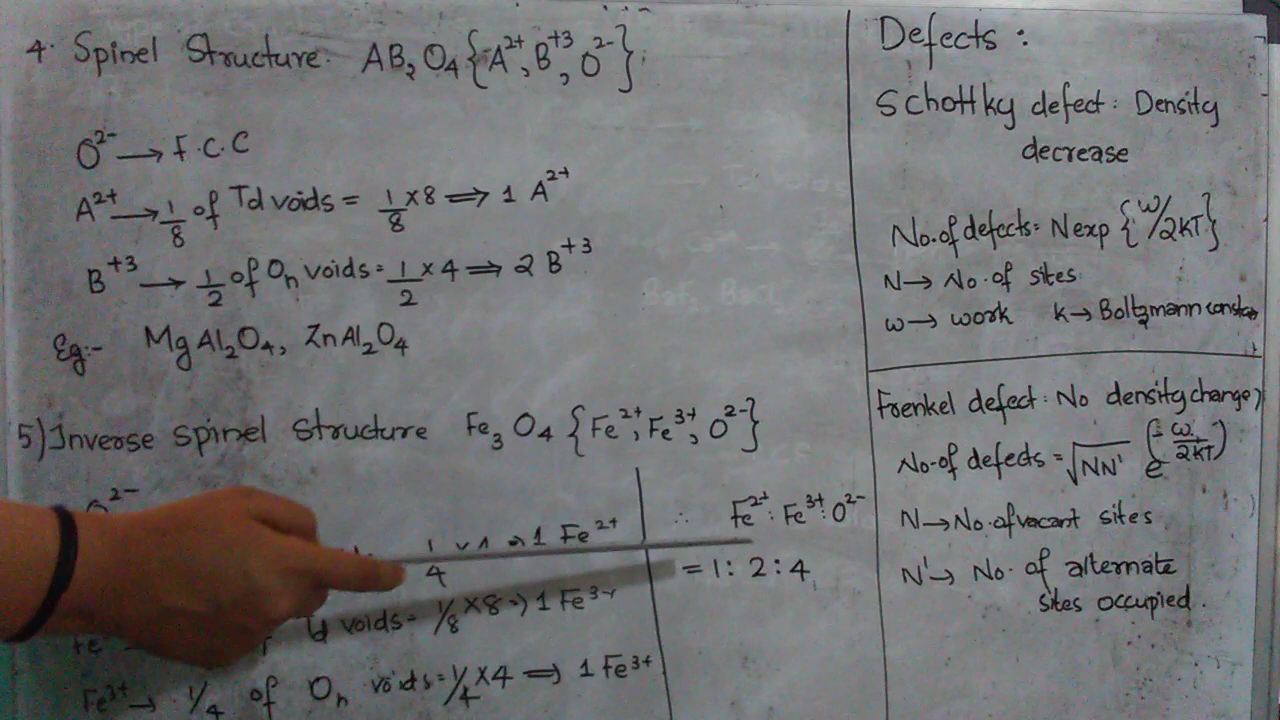 4. Spinel Structure. AB₂O₄{A²⁺, B⁺³, O²⁻}.
O²⁻ → F.C.C
A²⁺ → 1/8 of Td voids = 1/8 × 8 ⟹ 1 A²⁺
B⁺³ → 1/2 of On voids = 1/2 × 4 ⟹ 2 B⁺³
Eg:- MgAl₂O₄, ZnAl₂O₄
5) Inverse spinel structure Fe₃O₄ {Fe²⁺, Fe³⁺, O²⁻}
O²⁻
1/4 ⟹ 1 Fe²⁺
Td voids = 1/8 × 8 ⟹ 1 Fe³⁺
Fe³⁺ → 1/4 of On voids = 1/4 × 4 ⟹ 1 Fe³⁺
∴ Fe²⁺ : Fe³⁺ : O²⁻
= 1 : 2 : 4
Defects :
Schottky defect : Density
decrease
No. of defects = N exp {w/2KT}
N → No. of sites
w → work k → Boltzmann constan
Frenkel defect : No density change
No. of defects = √NN' e^(-w/2KT)
N → No. of vacant sites
N' → No. of alternate
sites occupied.